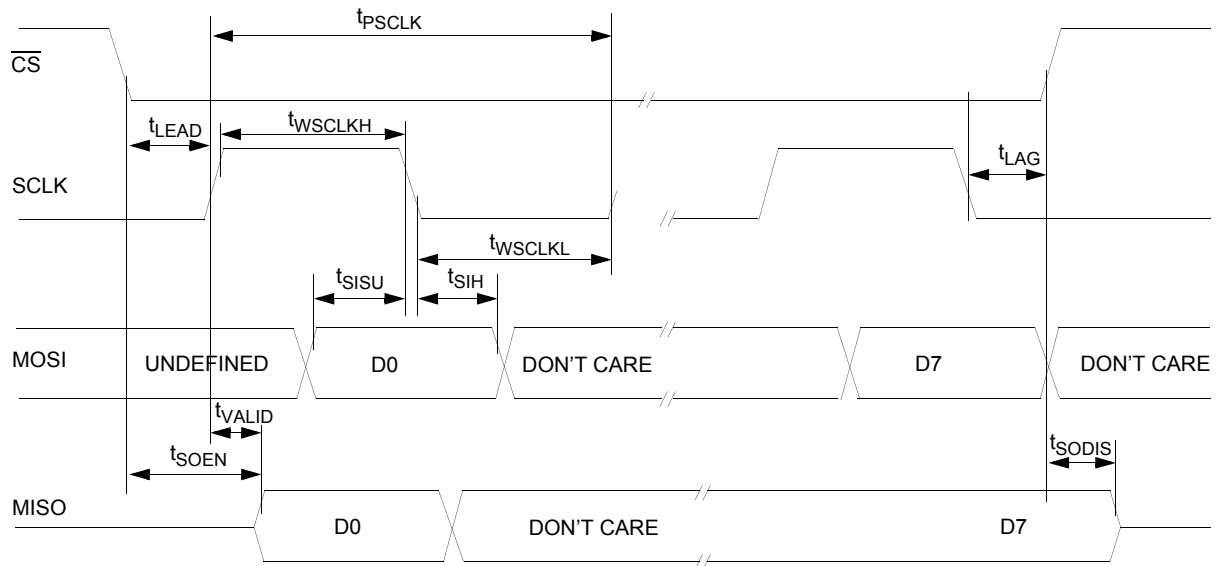 tPSCLK
C̅S̅
tLEAD
tWSCLKH
tLAG
SCLK
tWSCLKL
tSISU
tSIH
MOSI
UNDEFINED
D0
DON'T CARE
D7
DON'T CARE
tVALID
tSOEN
tSODIS
MISO
D0
DON'T CARE
D7